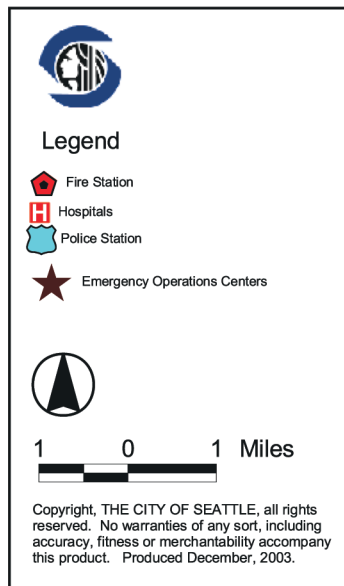 Legend
Fire Station
H Hospitals
Police Station
Emergency Operations Centers
1 0 1 Miles
Copyright, THE CITY OF SEATTLE, all rights
reserved. No warranties of any sort, including
accuracy, fitness or merchantability accompany
this product. Produced December, 2003.